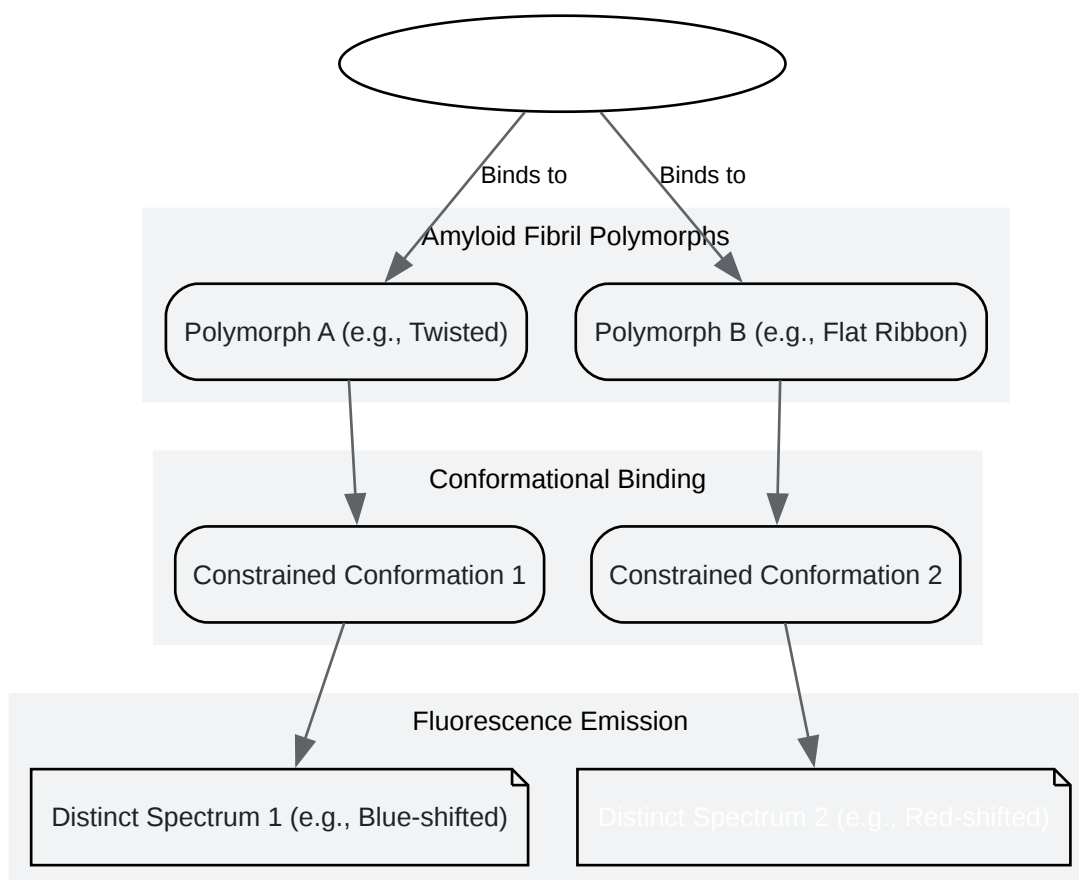 Binds to
Binds to
Amyloid Fibril Polymorphs
Polymorph A (e.g., Twisted)
Polymorph B (e.g., Flat Ribbon)
Conformational Binding
Constrained Conformation 1
Constrained Conformation 2
Fluorescence Emission
Distinct Spectrum 1 (e.g., Blue-shifted)
Distinct Spectrum 2 (e.g., Red-shifted)